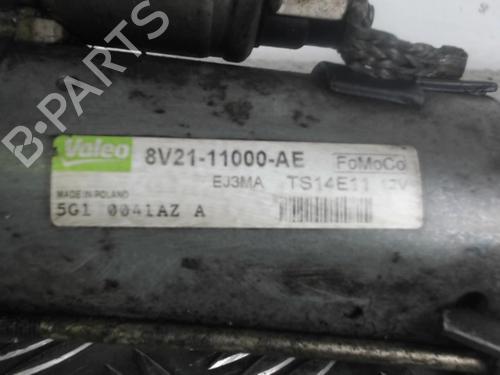 B-PARTS
Valeo 8V21-11000-AE FoMoCo
EJ3MA TS14E11 12V
MADE IN POLAND
5G1 0041AZ A